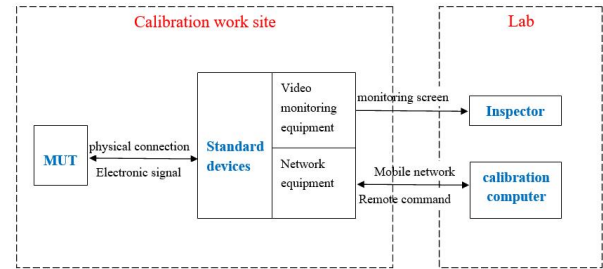 Calibration work site
Lab
Video
monitoring
equipment
monitoring screen
Inspector
physical connection
MUT
Electronic signal
Standard
devices
Network
equipment
Mobile network
Remote command
calibration
computer